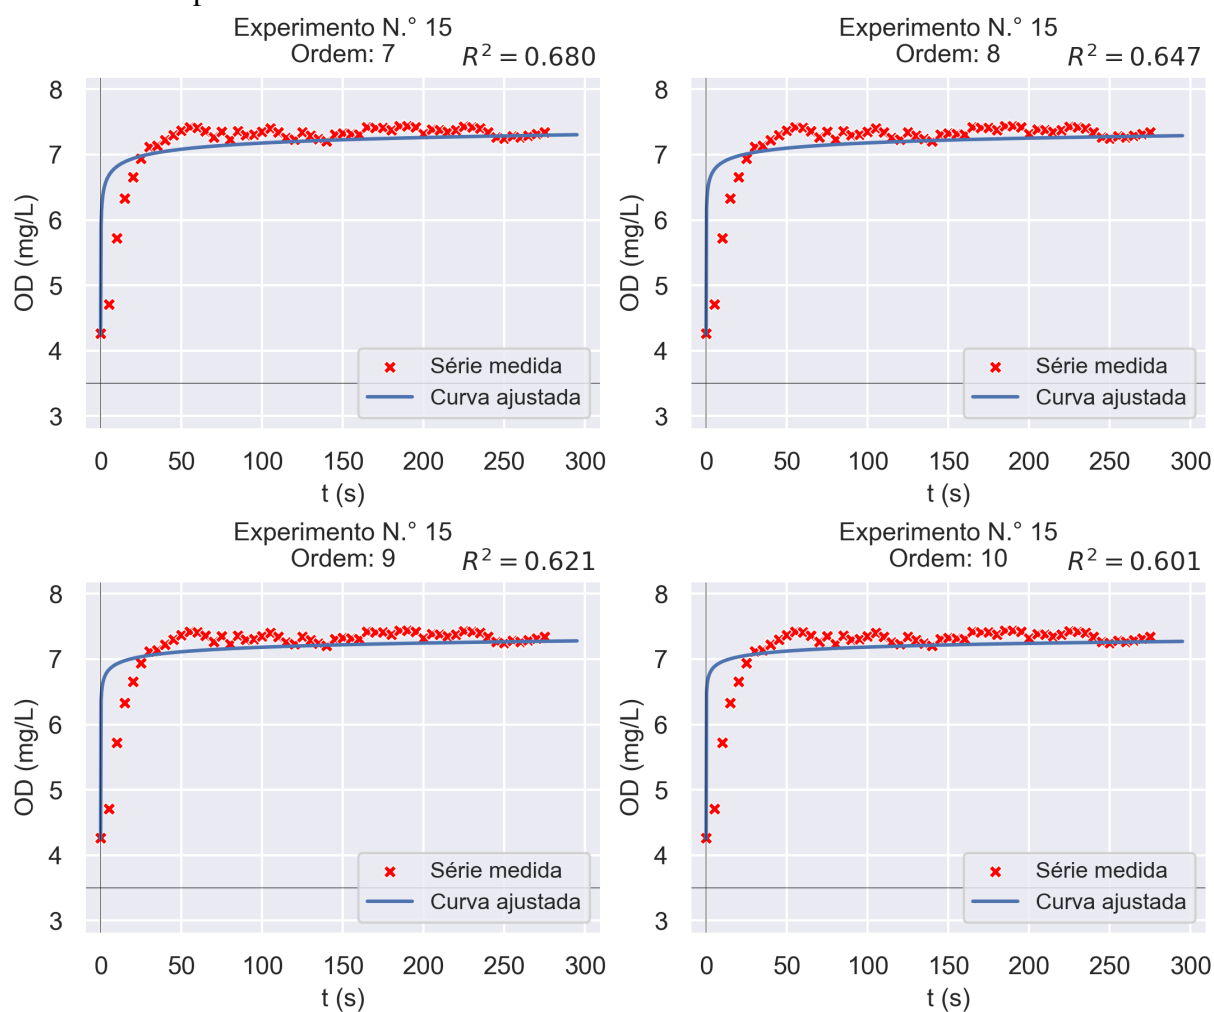 Experimento N.° 15
Ordem: 7
R² = 0.680
8
7
6
5
4
3
OD (mg/L)
Série medida
Curva ajustada
0 50 100 150 200 250 300
t (s)
Experimento N.° 15
Ordem: 8
R² = 0.647
8
7
6
5
4
3
OD (mg/L)
Série medida
Curva ajustada
0 50 100 150 200 250 300
t (s)
Experimento N.° 15
Ordem: 9
R² = 0.621
8
7
6
5
4
3
OD (mg/L)
Série medida
Curva ajustada
0 50 100 150 200 250 300
t (s)
Experimento N.° 15
Ordem: 10
R² = 0.601
8
7
6
5
4
3
OD (mg/L)
Série medida
Curva ajustada
0 50 100 150 200 250 300
t (s)